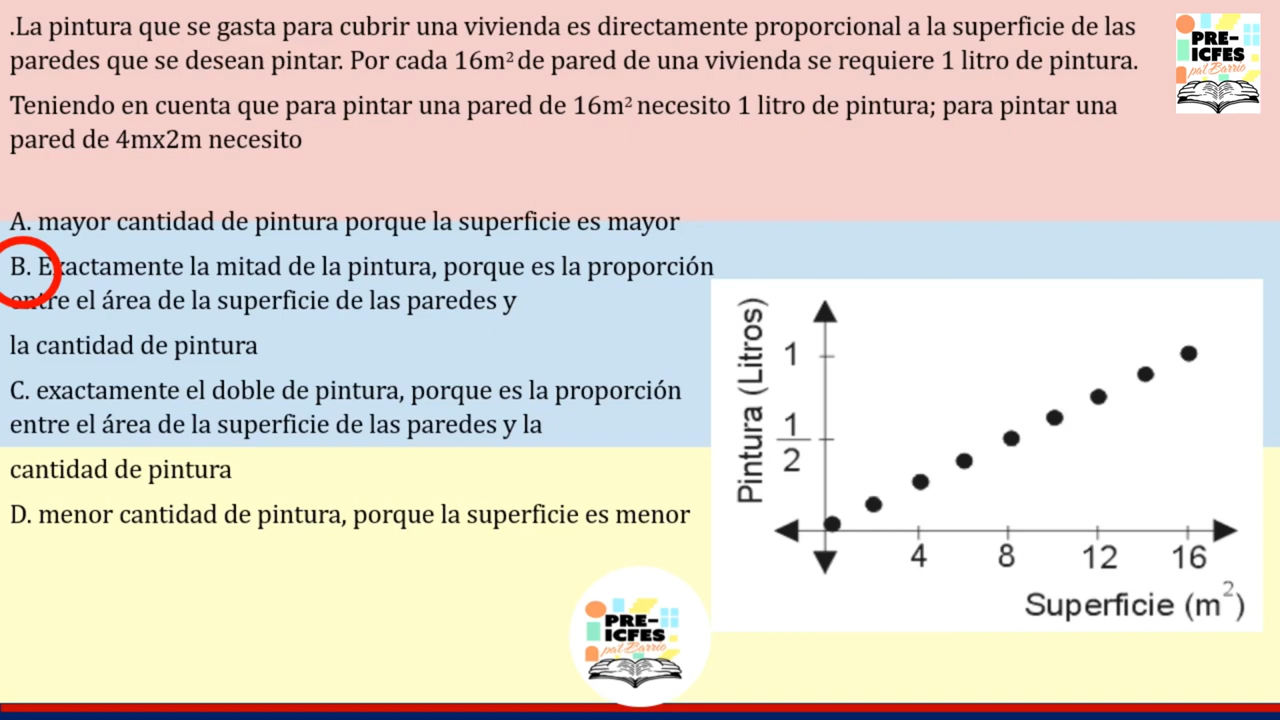 .La pintura que se gasta para cubrir una vivienda es directamente proporcional a la superficie de las
paredes que se desean pintar. Por cada 16m² de pared de una vivienda se requiere 1 litro de pintura.
Teniendo en cuenta que para pintar una pared de 16m² necesito 1 litro de pintura; para pintar una
pared de 4mx2m necesito
PRE-
ICFES
pal Barrio
A. mayor cantidad de pintura porque la superficie es mayor
B. Exactamente la mitad de la pintura, porque es la proporción
entre el área de la superficie de las paredes y
la cantidad de pintura
C. exactamente el doble de pintura, porque es la proporción
entre el área de la superficie de las paredes y la
cantidad de pintura
D. menor cantidad de pintura, porque la superficie es menor
Pintura (Litros)
1
1
2
4 8 12 16
Superficie (m²)
PRE-
ICFES
pal Barrio